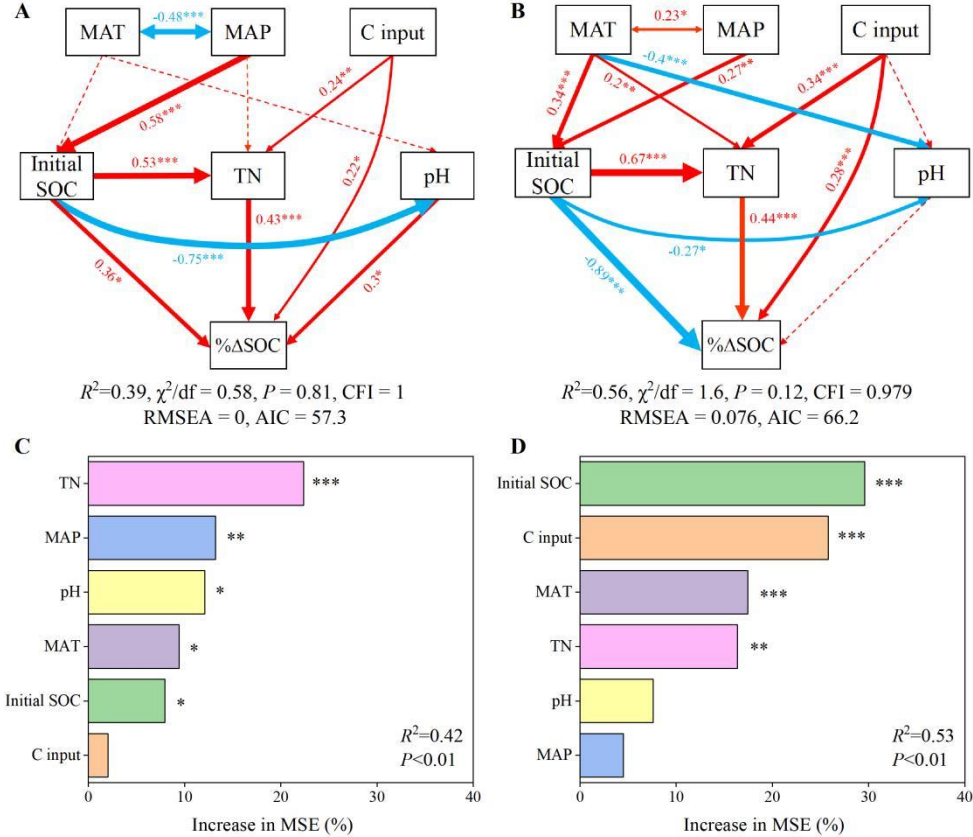 A
MAT
-0.48***
MAP
C input
0.24**
0.58***
Initial
SOC
0.53***
TN
pH
0.22*
0.43***
-0.75***
0.36*
0.3*
%ΔSOC
R²=0.39, χ²/df = 0.58, P = 0.81, CFI = 1
RMSEA = 0, AIC = 57.3
B
MAT
0.23*
MAP
C input
-0.4***
0.34***
0.2**
0.27**
0.34***
Initial
SOC
0.67***
TN
pH
0.28***
0.44***
-0.27*
-0.89***
%ΔSOC
R²=0.56, χ²/df = 1.6, P = 0.12, CFI = 0.979
RMSEA = 0.076, AIC = 66.2
C
TN
***
MAP
**
pH
*
MAT
*
Initial SOC
*
C input
R²=0.42
P<0.01
0 10 20 30 40
Increase in MSE (%)
D
Initial SOC
***
C input
***
MAT
***
TN
**
pH
MAP
R²=0.53
P<0.01
0 10 20 30 40
Increase in MSE (%)